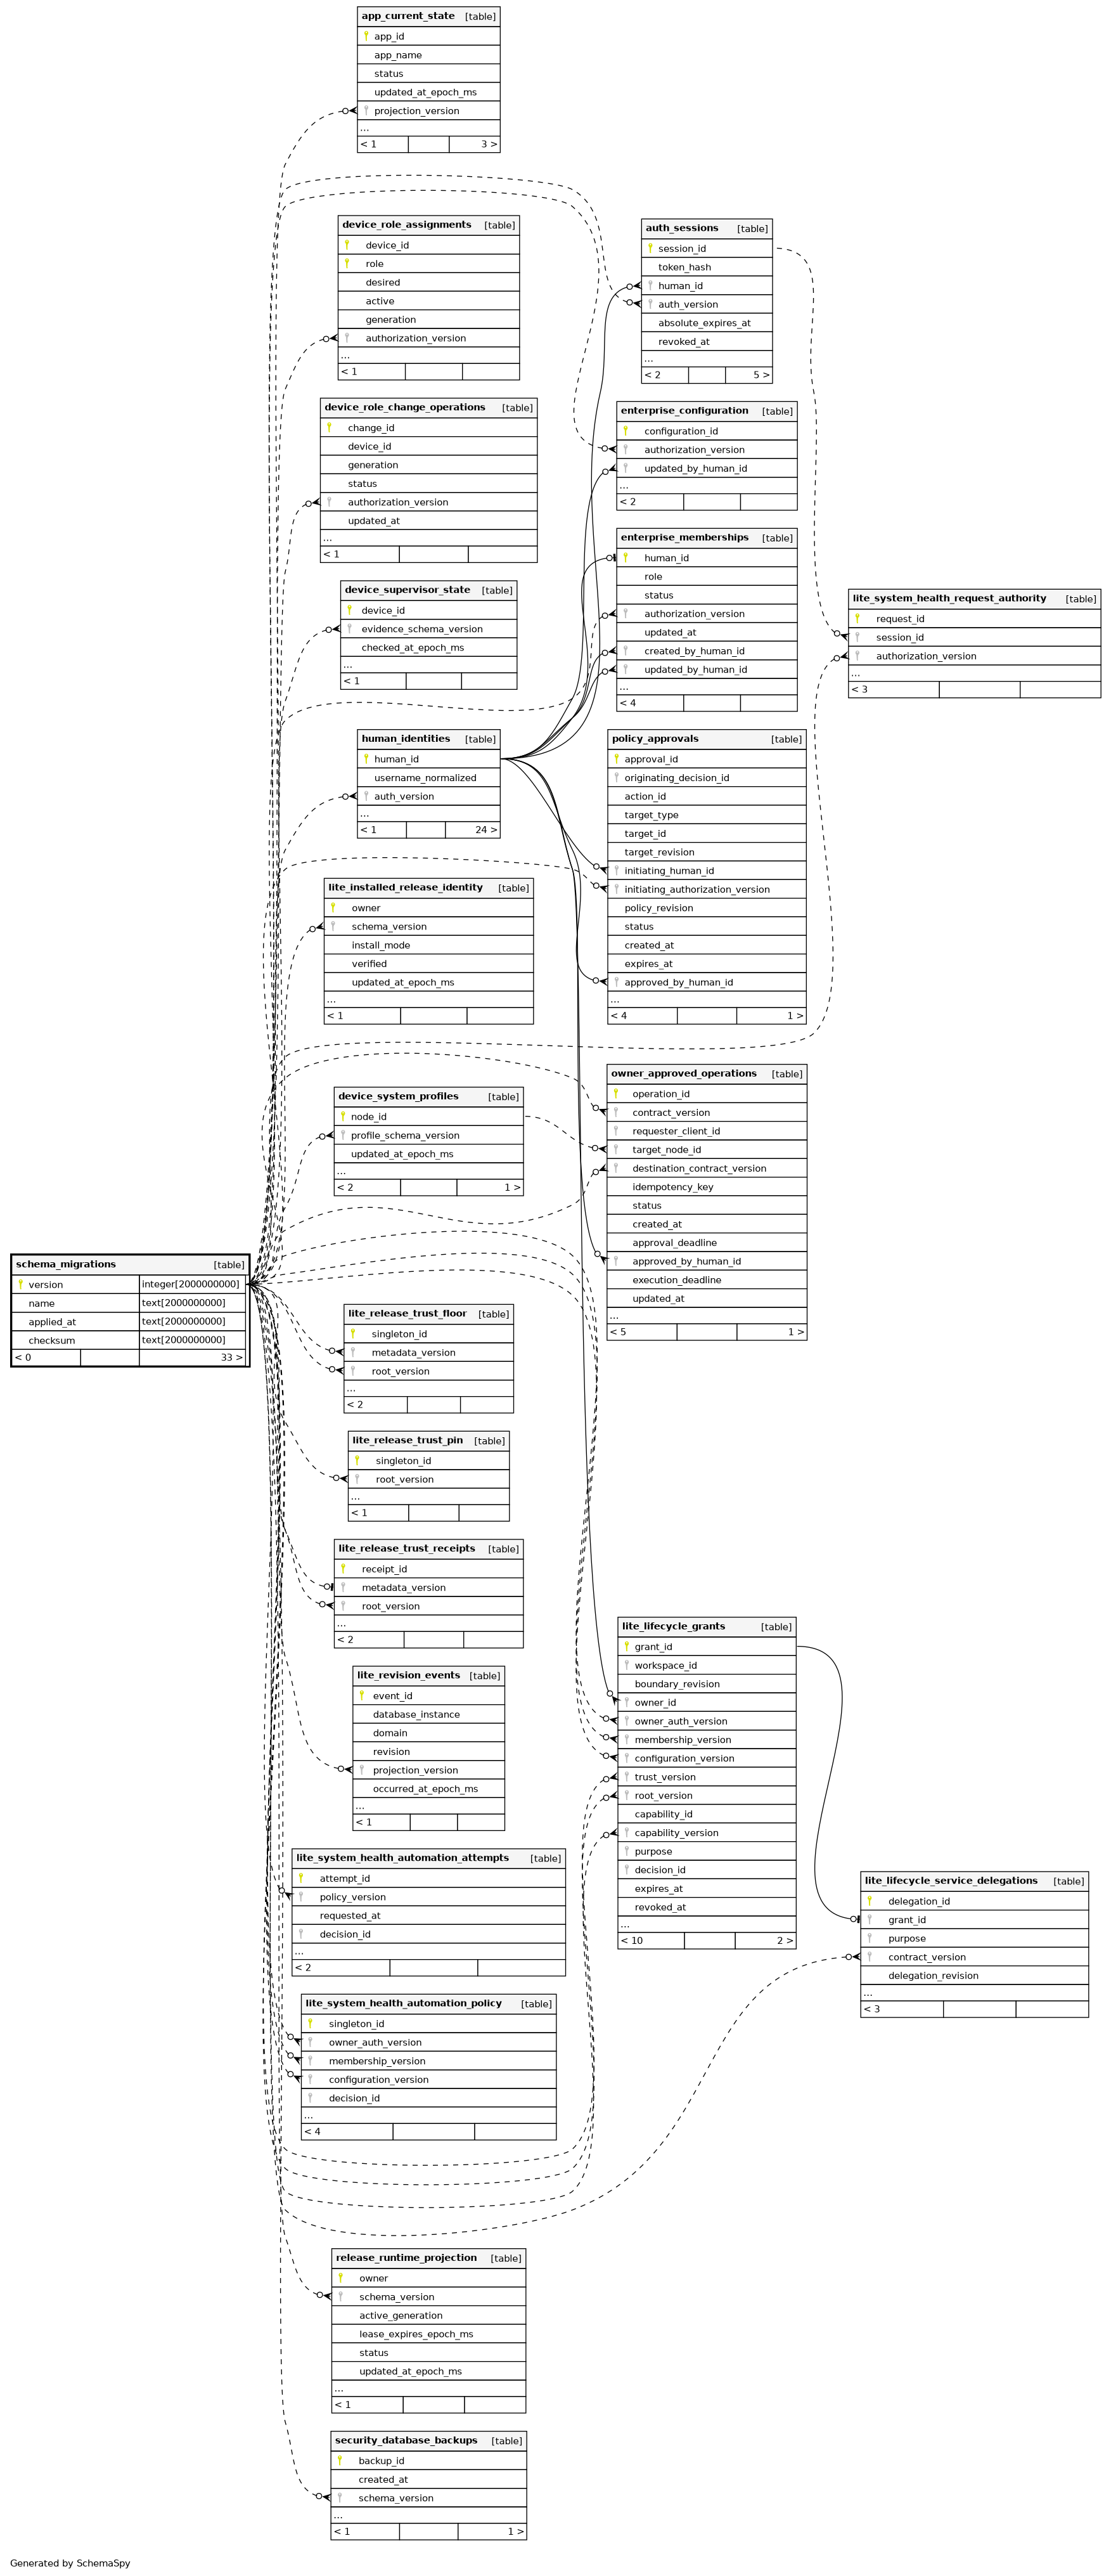 app_current_state [table]
app_id
app_name
status
updated_at_epoch_ms
projection_version
...
< 1 3 >
device_role_assignments [table]
device_id
role
desired
active
generation
authorization_version
...
< 1
auth_sessions [table]
session_id
token_hash
human_id
auth_version
absolute_expires_at
revoked_at
...
< 2 5 >
device_role_change_operations [table]
change_id
device_id
generation
status
authorization_version
updated_at
...
< 1
enterprise_configuration [table]
configuration_id
authorization_version
updated_by_human_id
...
< 2
enterprise_memberships [table]
human_id
role
status
authorization_version
updated_at
created_by_human_id
updated_by_human_id
...
< 4
device_supervisor_state [table]
device_id
evidence_schema_version
checked_at_epoch_ms
...
< 1
lite_system_health_request_authority [table]
request_id
session_id
authorization_version
...
< 3
human_identities [table]
human_id
username_normalized
auth_version
...
< 1 24 >
policy_approvals [table]
approval_id
originating_decision_id
action_id
target_type
target_id
target_revision
initiating_human_id
initiating_authorization_version
policy_revision
status
created_at
expires_at
approved_by_human_id
...
< 4 1 >
lite_installed_release_identity [table]
owner
schema_version
install_mode
verified
updated_at_epoch_ms
...
< 1
device_system_profiles [table]
node_id
profile_schema_version
updated_at_epoch_ms
...
< 2 1 >
owner_approved_operations [table]
operation_id
contract_version
requester_client_id
target_node_id
destination_contract_version
idempotency_key
status
created_at
approval_deadline
approved_by_human_id
execution_deadline
updated_at
...
< 5 1 >
schema_migrations [table]
version integer[2000000000]
name text[2000000000]
applied_at text[2000000000]
checksum text[2000000000]
< 0 33 >
lite_release_trust_floor [table]
singleton_id
metadata_version
root_version
...
< 2
lite_release_trust_pin [table]
singleton_id
root_version
...
< 1
lite_release_trust_receipts [table]
receipt_id
metadata_version
root_version
...
< 2
lite_lifecycle_grants [table]
grant_id
workspace_id
boundary_revision
owner_id
owner_auth_version
membership_version
configuration_version
trust_version
root_version
capability_id
capability_version
purpose
decision_id
expires_at
revoked_at
...
< 10 2 >
lite_revision_events [table]
event_id
database_instance
domain
revision
projection_version
occurred_at_epoch_ms
...
< 1
lite_system_health_automation_attempts [table]
attempt_id
policy_version
requested_at
decision_id
...
< 2
lite_lifecycle_service_delegations [table]
delegation_id
grant_id
purpose
contract_version
delegation_revision
...
< 3
lite_system_health_automation_policy [table]
singleton_id
owner_auth_version
membership_version
configuration_version
decision_id
...
< 4
release_runtime_projection [table]
owner
schema_version
active_generation
lease_expires_epoch_ms
status
updated_at_epoch_ms
...
< 1
security_database_backups [table]
backup_id
created_at
schema_version
...
< 1 1 >
Generated by SchemaSpy